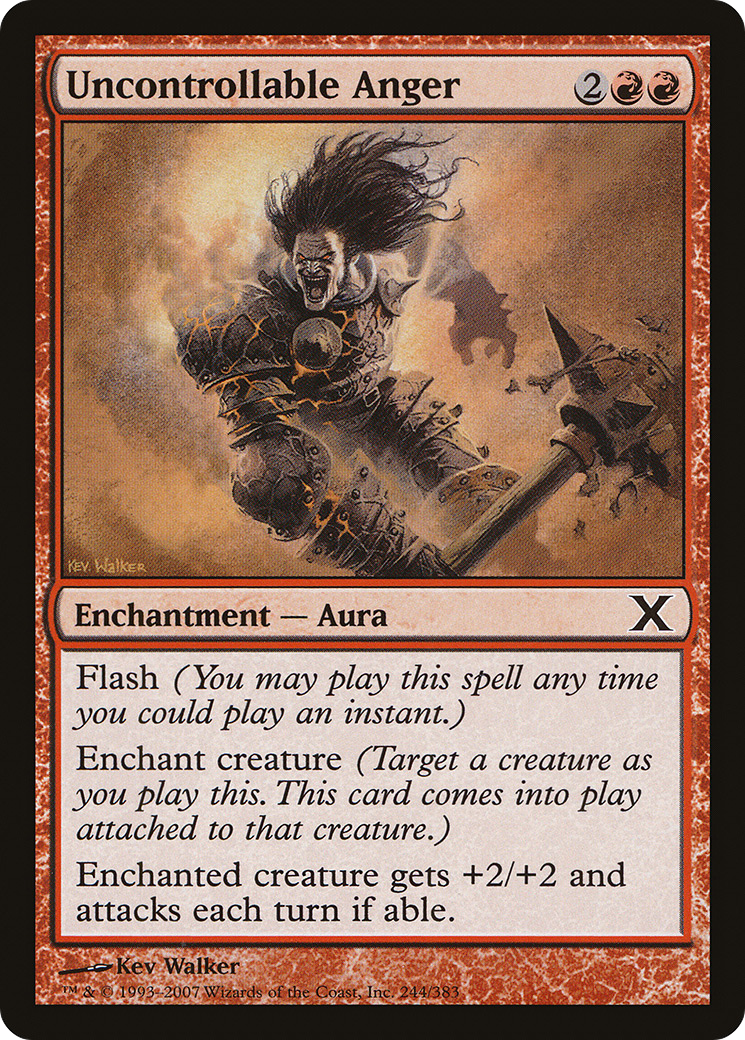 Uncontrollable Anger 2
Kev. Walker
Enchantment — Aura X
Flash (You may play this spell any time
you could play an instant.)
Enchant creature (Target a creature as
you play this. This card comes into play
attached to that creature.)
Enchanted creature gets +2/+2 and
attacks each turn if able.
Kev Walker
™ & © 1993–2007 Wizards of the Coast, Inc. 244/383